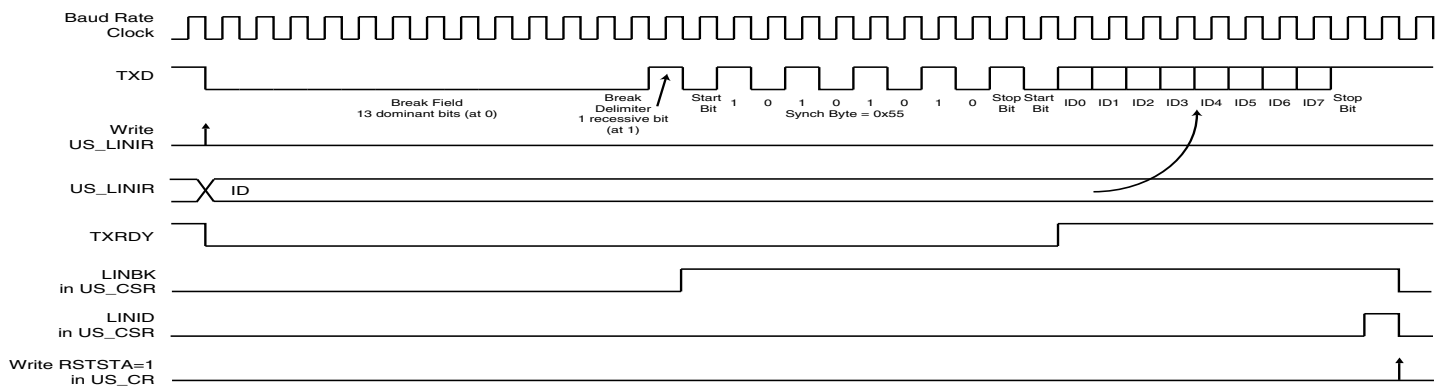 Baud Rate
Clock
TXD
Break Field
13 dominant bits (at 0)
Break
Delimiter
1 recessive bit
(at 1)
Start
Bit
1 0 1 0 1 0 1 0
Synch Byte = 0x55
Stop
Bit
Start
Bit
ID0 ID1 ID2 ID3 ID4 ID5 ID6 ID7
Stop
Bit
Write
US_LINIR
US_LINIR
ID
TXRDY
LINBK
in US_CSR
LINID
in US_CSR
Write RSTSTA=1
in US_CR